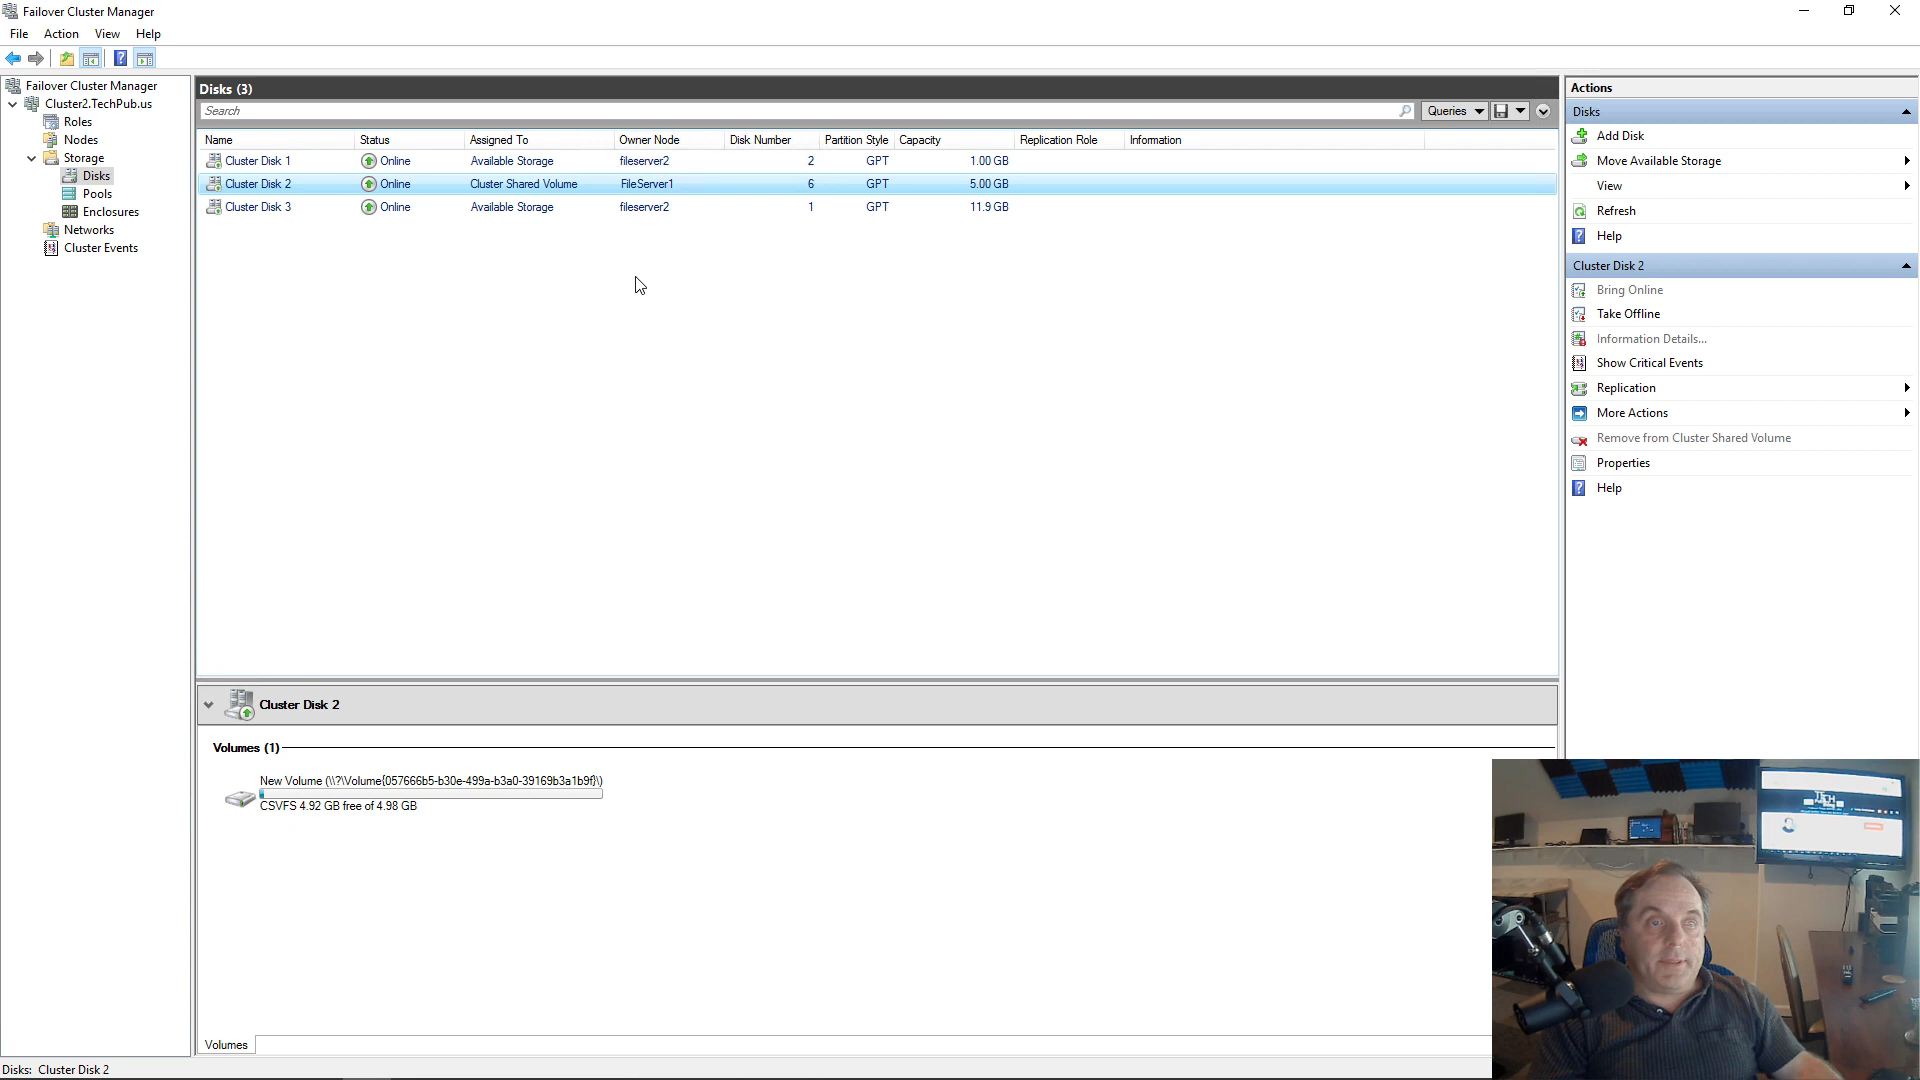 Failover Cluster Manager
File Action View Help
Failover Cluster Manager
Cluster2.TechPub.us
Roles
Nodes
Storage
Disks
Pools
Enclosures
Networks
Cluster Events
Disks (3)
Search
Queries
Name Status Assigned To Owner Node Disk Number Partition Style Capacity Replication Role Information
Cluster Disk 1 Online Available Storage fileserver2 2 GPT 1.00 GB
Cluster Disk 2 Online Cluster Shared Volume FileServer1 6 GPT 5.00 GB
Cluster Disk 3 Online Available Storage fileserver2 1 GPT 11.9 GB
Cluster Disk 2
Volumes (1)
New Volume (\\?\Volume{057666b5-b30e-499a-b3a0-39169b3a1b9f}\)
CSVFS 4.92 GB free of 4.98 GB
Volumes
Actions
Disks
Add Disk
Move Available Storage
View
Refresh
Help
Cluster Disk 2
Bring Online
Take Offline
Information Details...
Show Critical Events
Replication
More Actions
Remove from Cluster Shared Volume
Properties
Help
TECH
Disks: Cluster Disk 2